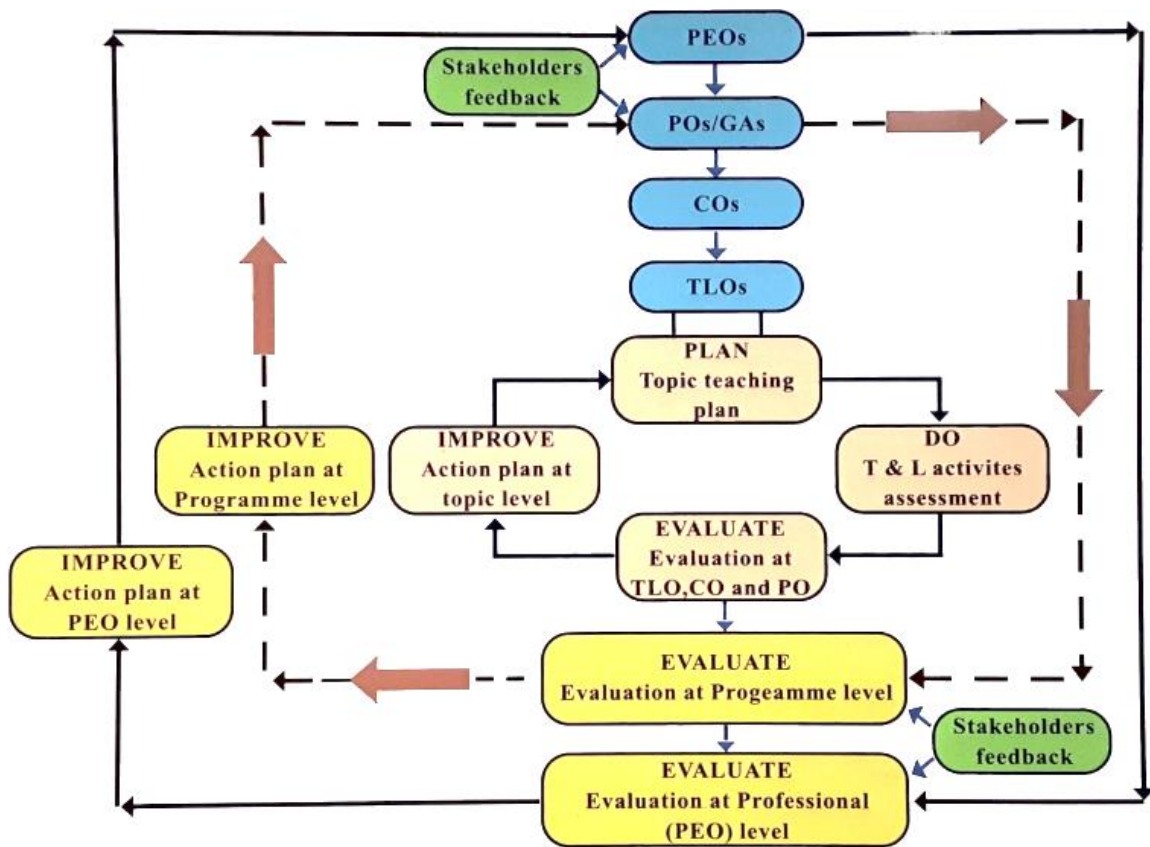 PEOs
Stakeholders
feedback
POs/GAs
COs
TLOs
PLAN
Topic teaching
plan
IMPROVE
Action plan at
Programme level
IMPROVE
Action plan at
topic level
DO
T & L activites
assessment
EVALUATE
Evaluation at
TLO,CO and PO
IMPROVE
Action plan at
PEO level
EVALUATE
Evaluation at Progeamme level
Stakeholders
feedback
EVALUATE
Evaluation at Professional
(PEO) level